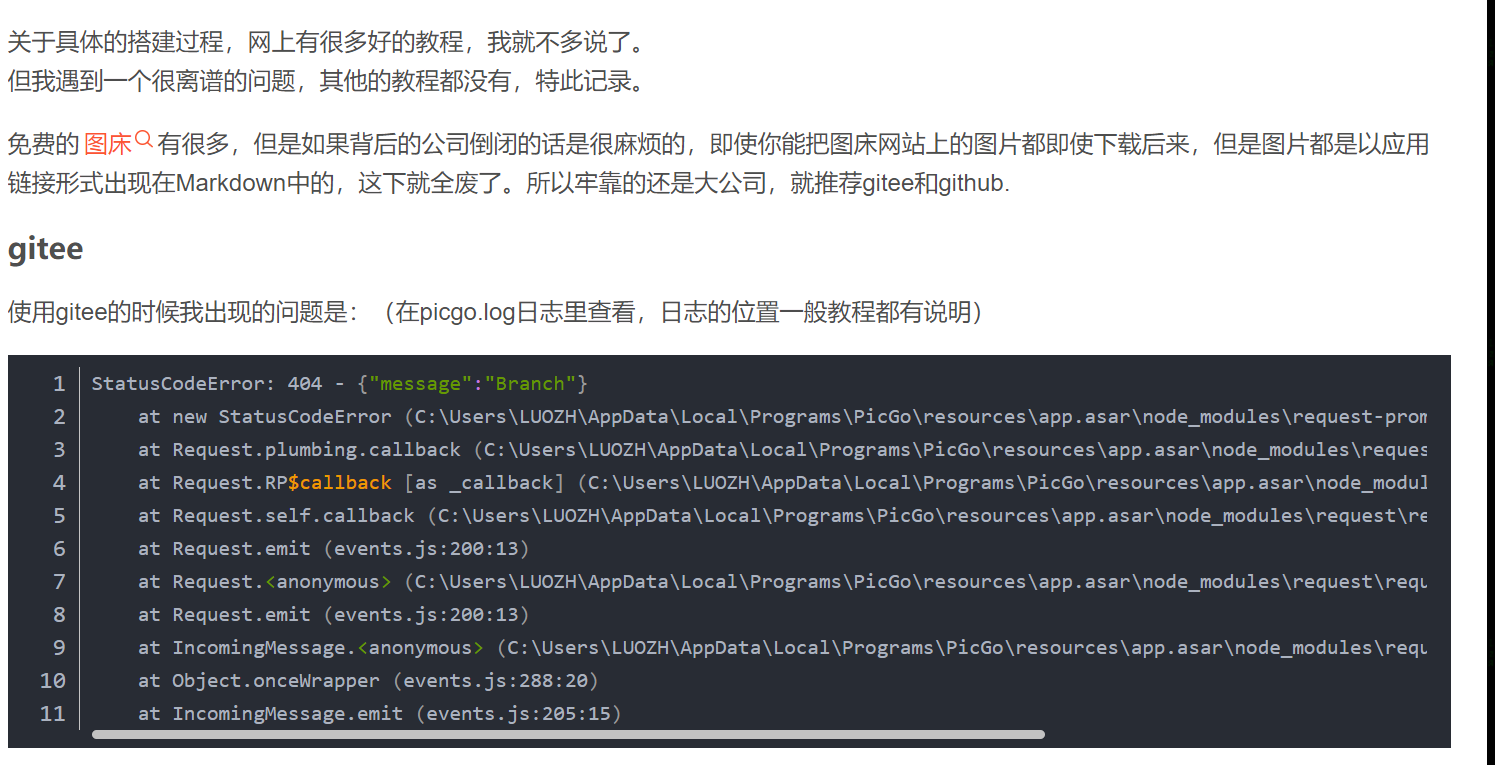 关于具体的搭建过程，网上有很多好的教程，我就不多说了。
但我遇到一个很离谱的问题，其他的教程都没有，特此记录。
免费的 图床 有很多，但是如果背后的公司倒闭的话是很麻烦的，即使你能把图床网站上的图片都即使下载后来，但是图片都是以应用
链接形式出现在Markdown中的，这下就全废了。所以牢靠的还是大公司，就推荐gitee和github.
gitee
使用gitee的时候我出现的问题是：（在picgo.log日志里查看，日志的位置一般教程都有说明）
1 StatusCodeError: 404 - {"message":"Branch"}
2 at new StatusCodeError (C:\Users\LUOZH\AppData\Local\Programs\PicGo\resources\app.asar\node_modules\request-prom
3 at Request.plumbing.callback (C:\Users\LUOZH\AppData\Local\Programs\PicGo\resources\app.asar\node_modules\reques
4 at Request.RP$callback [as _callback] (C:\Users\LUOZH\AppData\Local\Programs\PicGo\resources\app.asar\node_modul
5 at Request.self.callback (C:\Users\LUOZH\AppData\Local\Programs\PicGo\resources\app.asar\node_modules\request\re
6 at Request.emit (events.js:200:13)
7 at Request.<anonymous> (C:\Users\LUOZH\AppData\Local\Programs\PicGo\resources\app.asar\node_modules\request\requ
8 at Request.emit (events.js:200:13)
9 at IncomingMessage.<anonymous> (C:\Users\LUOZH\AppData\Local\Programs\PicGo\resources\app.asar\node_modules\requ
10 at Object.onceWrapper (events.js:288:20)
11 at IncomingMessage.emit (events.js:205:15)